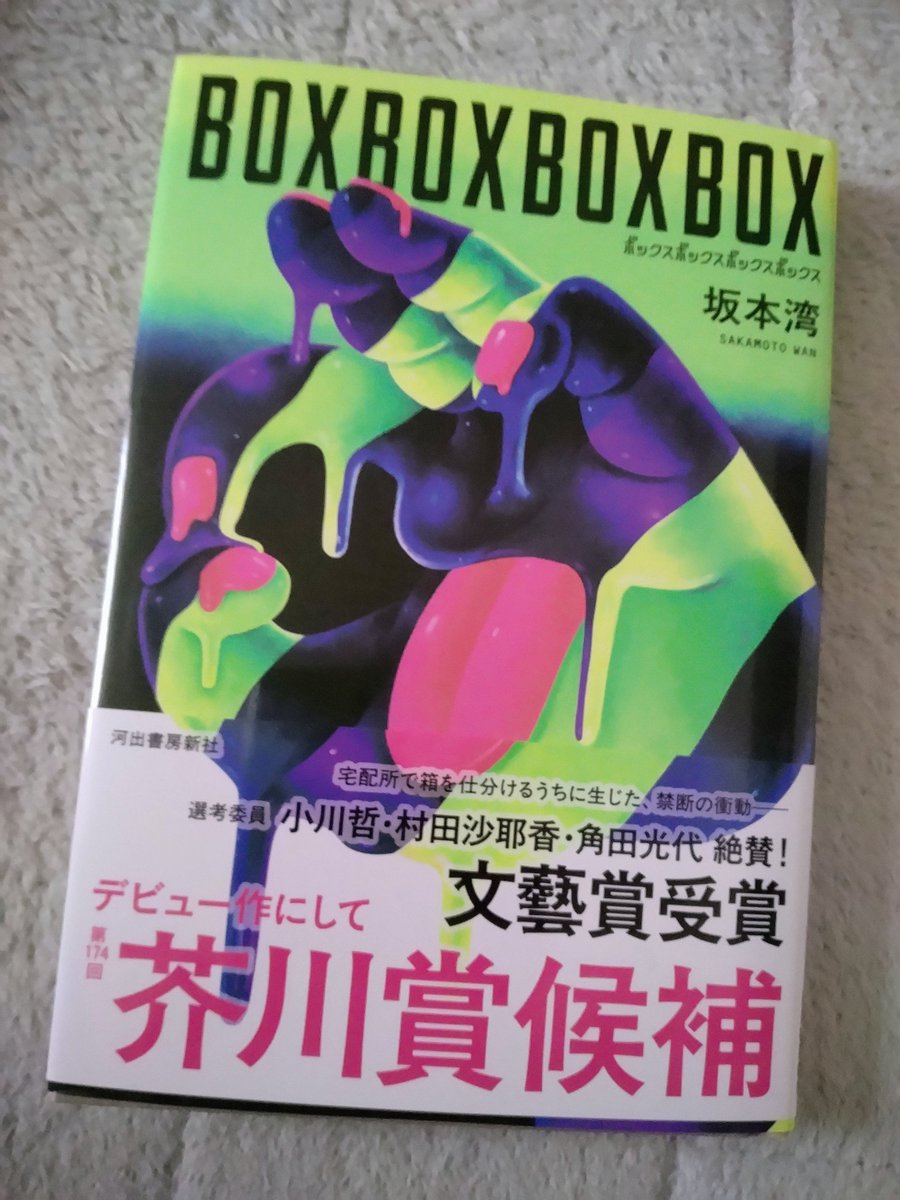 BOXBOXBOXBOX
ボックスボックスボックスボックス
坂本湾
SAKAMOTO WAN
河出書房新社
宅配所で箱を仕分けるうちに生じた、禁断の衝動――
選考委員 小川哲・村田沙耶香・角田光代 絶賛!
文藝賞受賞
デビュー作にして
第174回 芥川賞候補